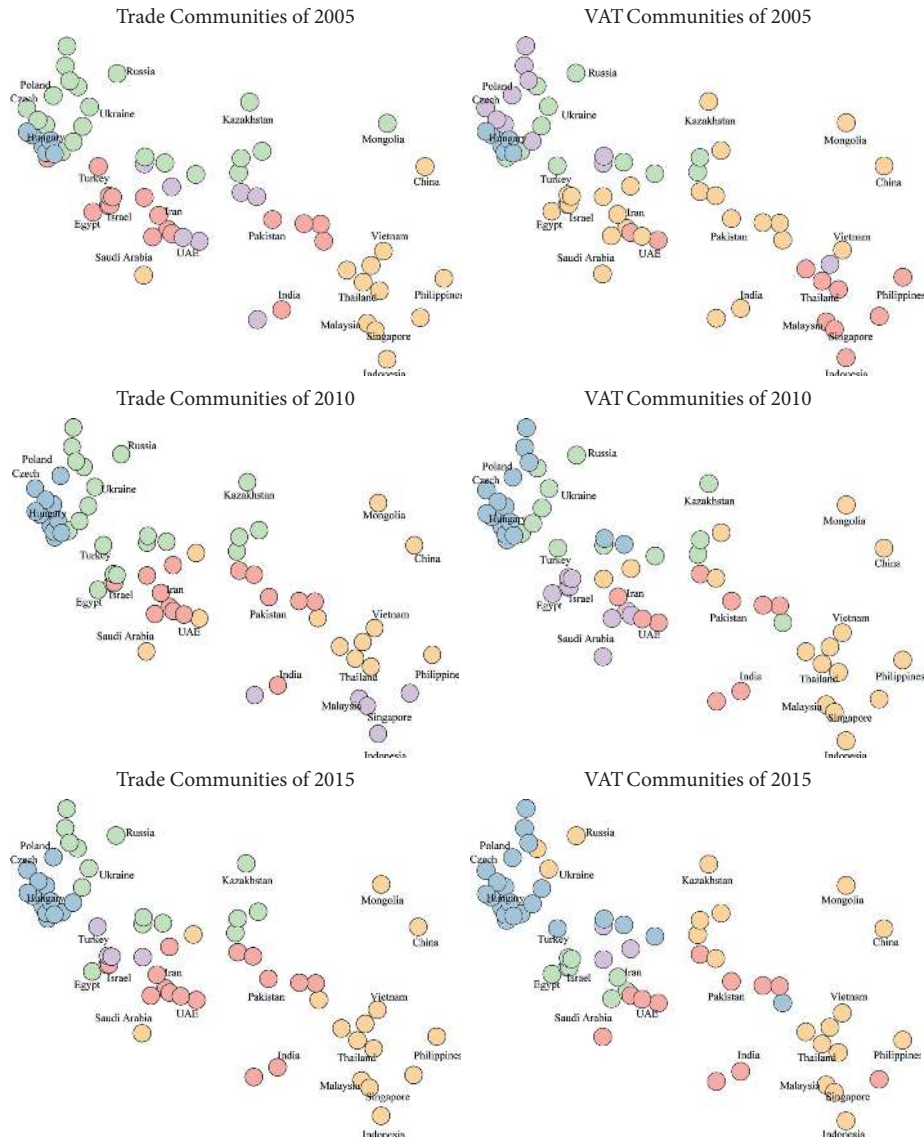 Trade Communities of 2005
VAT Communities of 2005
Russia
Poland
Czech
Ukraine
Hungary
Kazakhstan
Mongolia
China
Turkey
Israel
Egypt
Iran
UAE
Saudi Arabia
Pakistan
Vietnam
India
Thailand
Philippines
Malaysia
Singapore
Indonesia
Russia
Poland
Czech
Ukraine
Hungary
Kazakhstan
Mongolia
China
Turkey
Israel
Egypt
Iran
UAE
Saudi Arabia
Pakistan
Vietnam
India
Thailand
Philippines
Malaysia
Singapore
Indonesia
Trade Communities of 2010
VAT Communities of 2010
Russia
Poland
Czech
Ukraine
Hungary
Kazakhstan
Mongolia
China
Turkey
Israel
Egypt
Iran
UAE
Saudi Arabia
Pakistan
Vietnam
India
Thailand
Philippine
Malaysia
Singapore
Indonesia
Russia
Poland
Czech
Ukraine
Hungary
Kazakhstan
Mongolia
China
Turkey
Israel
Egypt
Iran
UAE
Saudi Arabia
Pakistan
Vietnam
India
Thailand
Philippines
Malaysia
Singapore
Indonesia
Trade Communities of 2015
VAT Communities of 2015
Russia
Poland
Czech
Ukraine
Hungary
Kazakhstan
Mongolia
China
Turkey
Israel
Egypt
Iran
UAE
Saudi Arabia
Pakistan
Vietnam
India
Thailand
Philippines
Malaysia
Singapore
Indonesia
Russia
Poland
Czech
Ukraine
Hungary
Kazakhstan
Mongolia
China
Turkey
Israel
Egypt
Iran
UAE
Saudi Arabia
Pakistan
Vietnam
India
Thailand
Philippines
Malaysia
Singapore
Indonesia